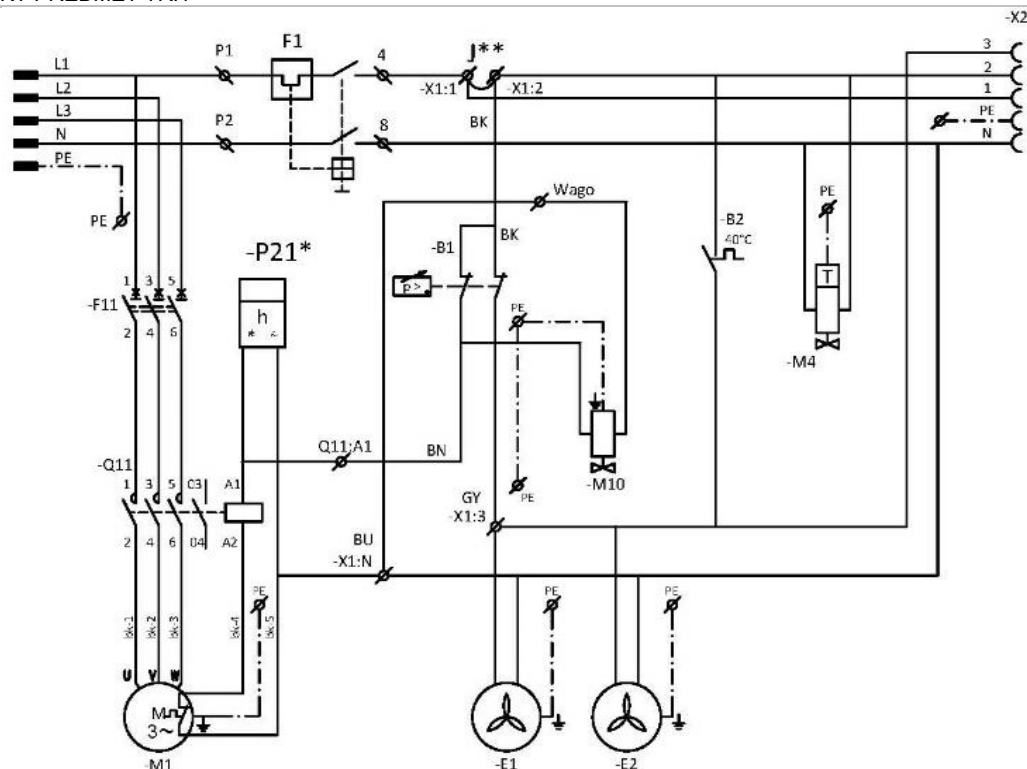 -X2
L1
P1
F1
4
J**
3
2
-X1:1
-X1:2
1
L2
L3
BK
PE
N
P2
8
N
PE
PE
Wago
PE
-B2
40°C
-P21*
-B1
BK
T
1 3 5
p>
-F11
h
PE
2 4 6
* ~
-M4
Q11:A1
BN
-M10
-Q11
1 3 5 03
A1
PE
GY
-X1:3
2 4 6 04
A2
BU
-X1:N
PE
PE
PE
bk-1
bk-2
bk-3
bk-4
bk-5
U V W
M
3~
-M1
-E1
-E2